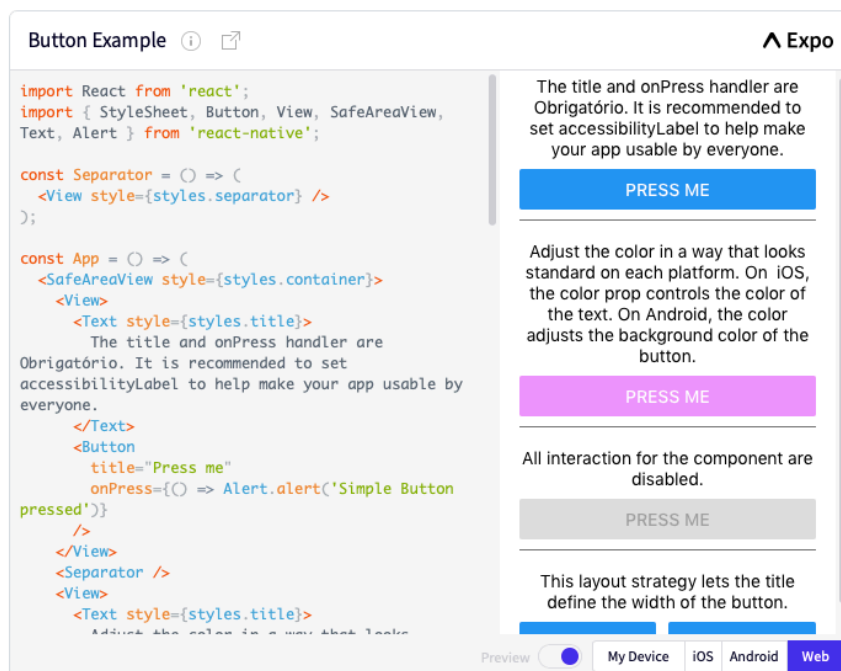 Button Example
Expo
import React from 'react';
import { StyleSheet, Button, View, SafeAreaView,
Text, Alert } from 'react-native';
const Separator = () => (
<View style={styles.separator} />
);
const App = () => (
<SafeAreaView style={styles.container}>
<View>
<Text style={styles.title}>
The title and onPress handler are
Obrigatório. It is recommended to set
accessibilityLabel to help make your app usable by
everyone.
</Text>
<Button
title="Press me"
onPress={() => Alert.alert('Simple Button
pressed')}
/>
</View>
<Separator />
<View>
<Text style={styles.title}>
Adjust the color in a way that looks
The title and onPress handler are
Obrigatório. It is recommended to
set accessibilityLabel to help make
your app usable by everyone.
PRESS ME
Adjust the color in a way that looks
standard on each platform. On iOS,
the color prop controls the color of
the text. On Android, the color
adjusts the background color of the
button.
PRESS ME
All interaction for the component are
disabled.
PRESS ME
This layout strategy lets the title
define the width of the button.
Preview
My Device
iOS
Android
Web